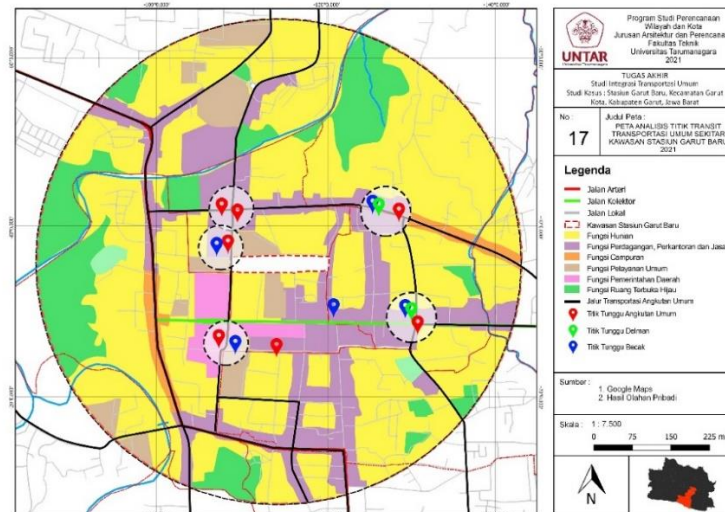 UNTAR
Universitas Tarumanagara
Program Studi Perencanaan
Wilayah dan Kota
Jurusan Arsitektur dan Perencana
Fakultas Teknik
Universitas Tarumanagara
2021
TUGAS AKHIR
Studi Integrasi Transportasi Umum
Studi Kasus : Stasiun Garut Baru, Kecamatan Garut
Kota, Kabupaten Garut, Jawa Barat
No :
17
Judul Peta :
PETA ANALISIS TITIK TRANSIT
TRANSPORTASI UMUM SEKITAR
KAWASAN STASIUN GARUT BARU
2021
Legenda
Jalan Arteri
Jalan Kolektor
Jalan Lokal
Kawasan Stasiun Garut Baru
Fungsi Hunian
Fungsi Perdagangan, Perkantoran dan Jasa
Fungsi Campuran
Fungsi Pelayanan Umum
Fungsi Pemerintahan Daerah
Fungsi Ruang Terbuka Hijau
Jalur Transportasi Angkutan Umum
Titik Tunggu Angkutan Umum
Titik Tunggu Delman
Titik Tunggu Becak
Sumber :
1. Google Maps
2. Hasil Olahan Pribadi
Skala : 1 : 7.500
0 75 150 225 m
N